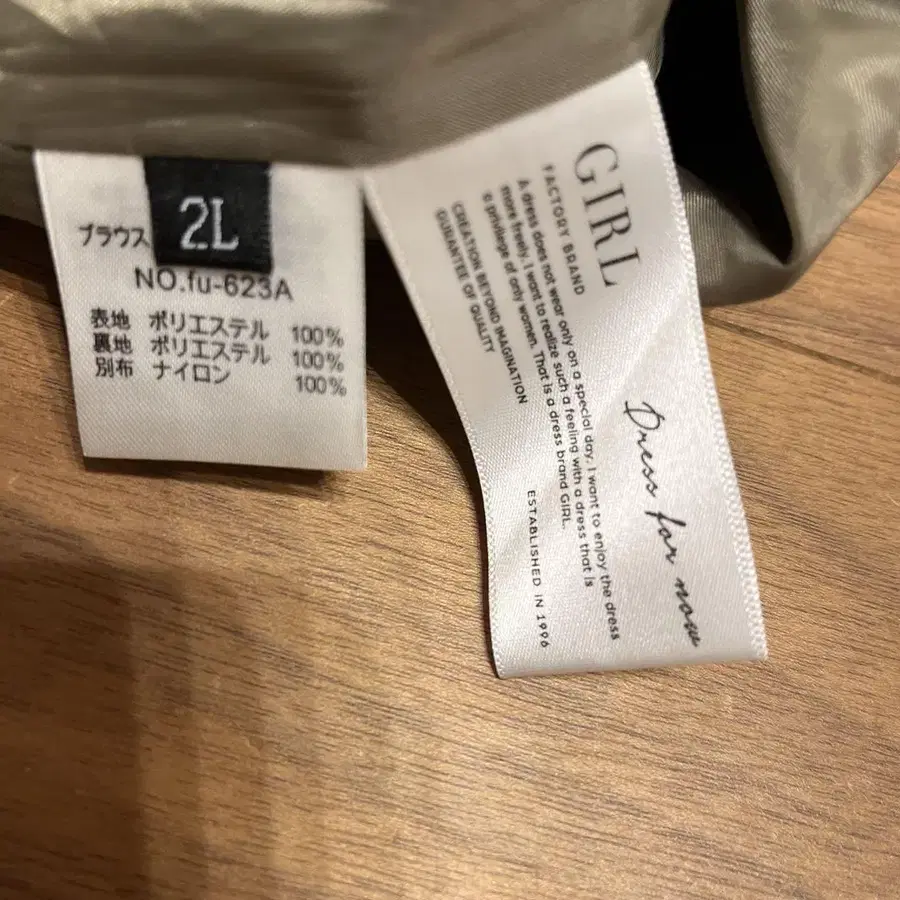 2L
ブラウス
NO.fu-623A
表地 ポリエステル 100%
裏地 ポリエステル 100%
別布 ナイロン 100%
GIRL
FACTORY BRAND
A dress does not wear only on a special day. I want to enjoy the dress
more freely. I want to realize such a feeling with a dress that is
a privilege of only women. That is a dress brand GIRL.
CREATION BEYOND IMAGINATION
GUARANTEE OF QUALITY
ESTABLISHED IN 1996
Dress for now